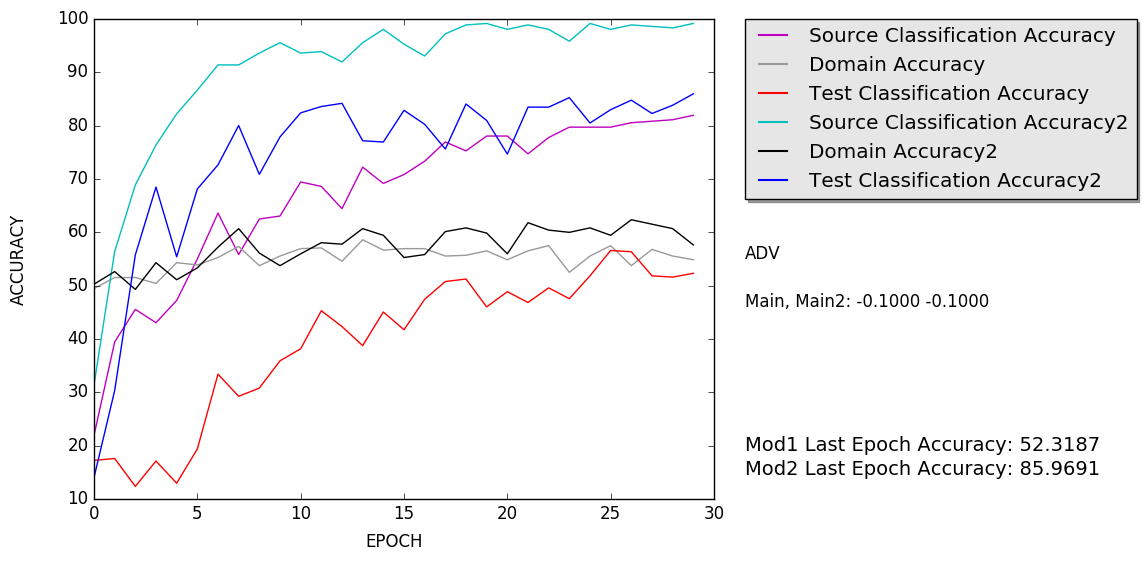 100
90
80
70
60
50
40
30
20
10
0
5
10
15
20
25
30
ACCURACY
EPOCH
Source Classification Accuracy
Domain Accuracy
Test Classification Accuracy
Source Classification Accuracy2
Domain Accuracy2
Test Classification Accuracy2
ADV
Main, Main2: -0.1000 -0.1000
Mod1 Last Epoch Accuracy: 52.3187
Mod2 Last Epoch Accuracy: 85.9691